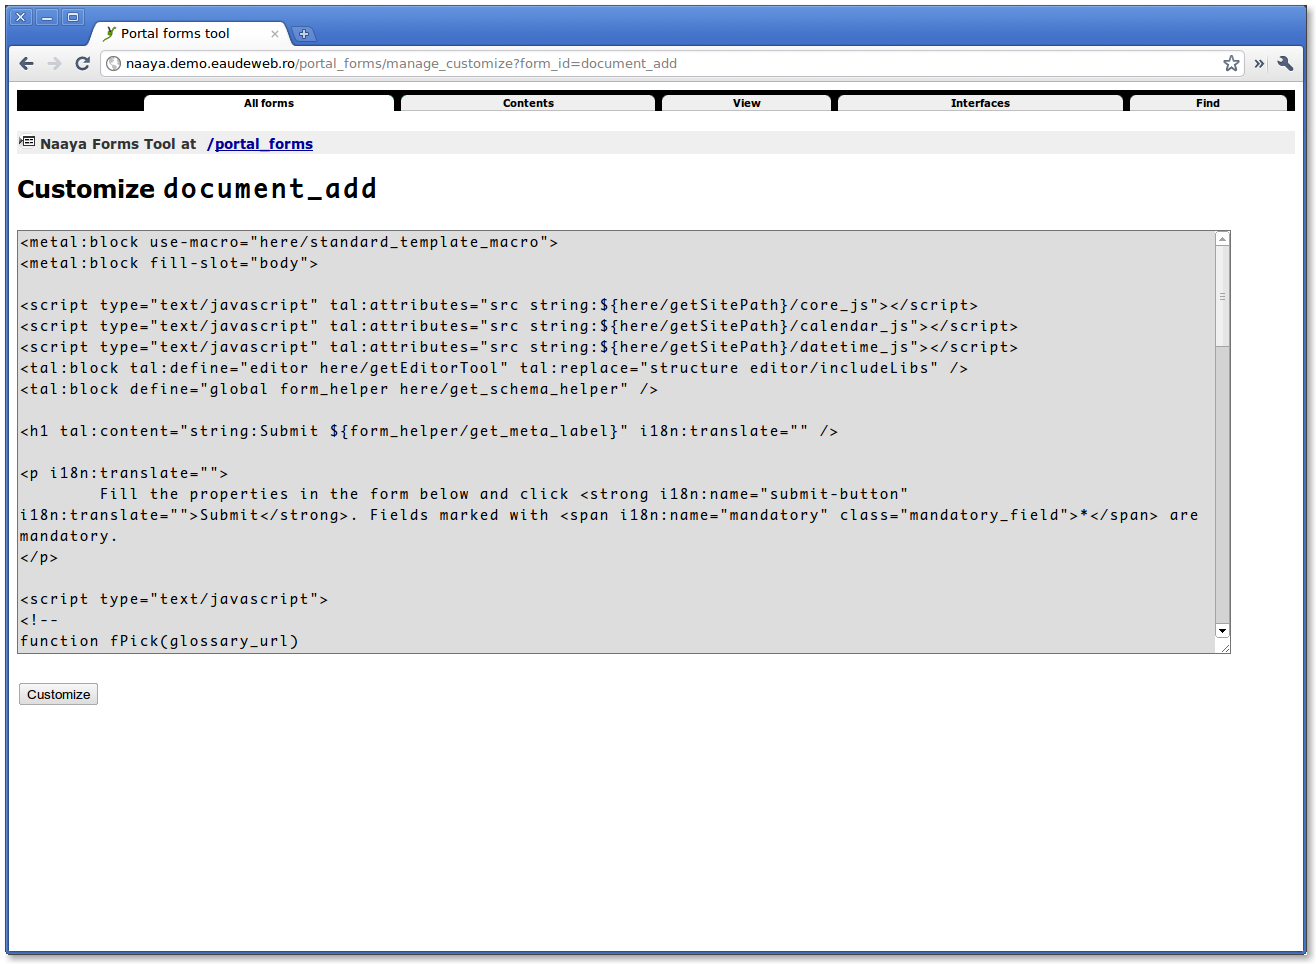 Portal forms tool
naaya.demo.eaudeweb.ro/portal_forms/manage_customize?form_id=document_add
All forms
Contents
View
Interfaces
Find
Naaya Forms Tool at /portal_forms
Customize document_add
<metal:block use-macro="here/standard_template_macro">
<metal:block fill-slot="body">
<script type="text/javascript" tal:attributes="src string:${here/getSitePath}/core_js"></script>
<script type="text/javascript" tal:attributes="src string:${here/getSitePath}/calendar_js"></script>
<script type="text/javascript" tal:attributes="src string:${here/getSitePath}/datetime_js"></script>
<tal:block tal:define="editor here/getEditorTool" tal:replace="structure editor/includeLibs" />
<tal:block define="global form_helper here/get_schema_helper" />
<h1 tal:content="string:Submit ${form_helper/get_meta_label}" i18n:translate="" />
<p i18n:translate="">
Fill the properties in the form below and click <strong i18n:name="submit-button"
i18n:translate="">Submit</strong>. Fields marked with <span i18n:name="mandatory" class="mandatory_field">*</span> are
mandatory.
</p>
<script type="text/javascript">
<!--
function fPick(glossary_url)
Customize